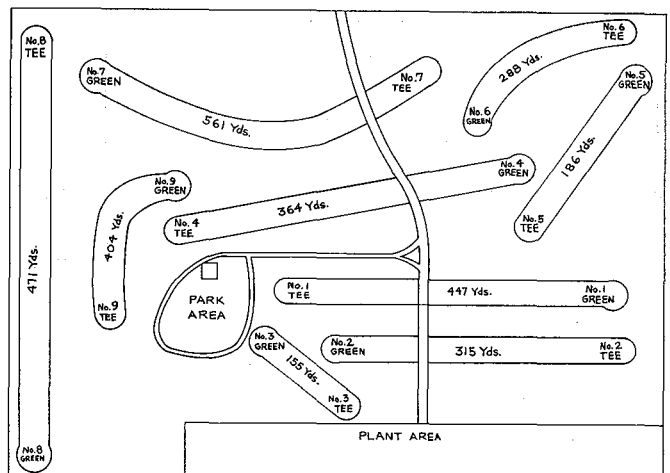 No.8
TEE
No.7
GREEN
561 Yds.
No.7
TEE
No.6
TEE
288 Yds.
No.6
GREEN
No.5
GREEN
186 Yds.
No.5
TEE
No.4
GREEN
364 Yds.
No.4
TEE
No.9
GREEN
404 Yds.
No.9
TEE
471 Yds.
No.8
GREEN
PARK
AREA
No.1
TEE
447 Yds.
No.1
GREEN
No.3
GREEN
155 Yds.
No.3
TEE
No.2
GREEN
315 Yds.
No.2
TEE
PLANT AREA